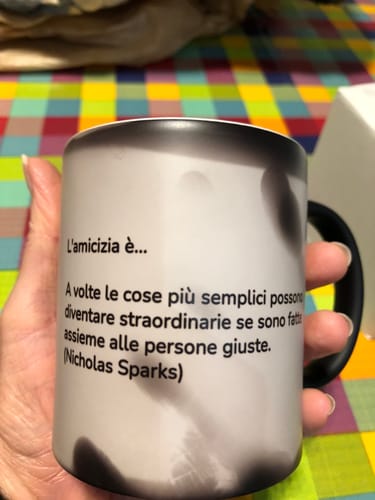 L'amicizia è...
A volte le cose più semplici possono
diventare straordinarie se sono fatte
assieme alle persone giuste.
(Nicholas Sparks)